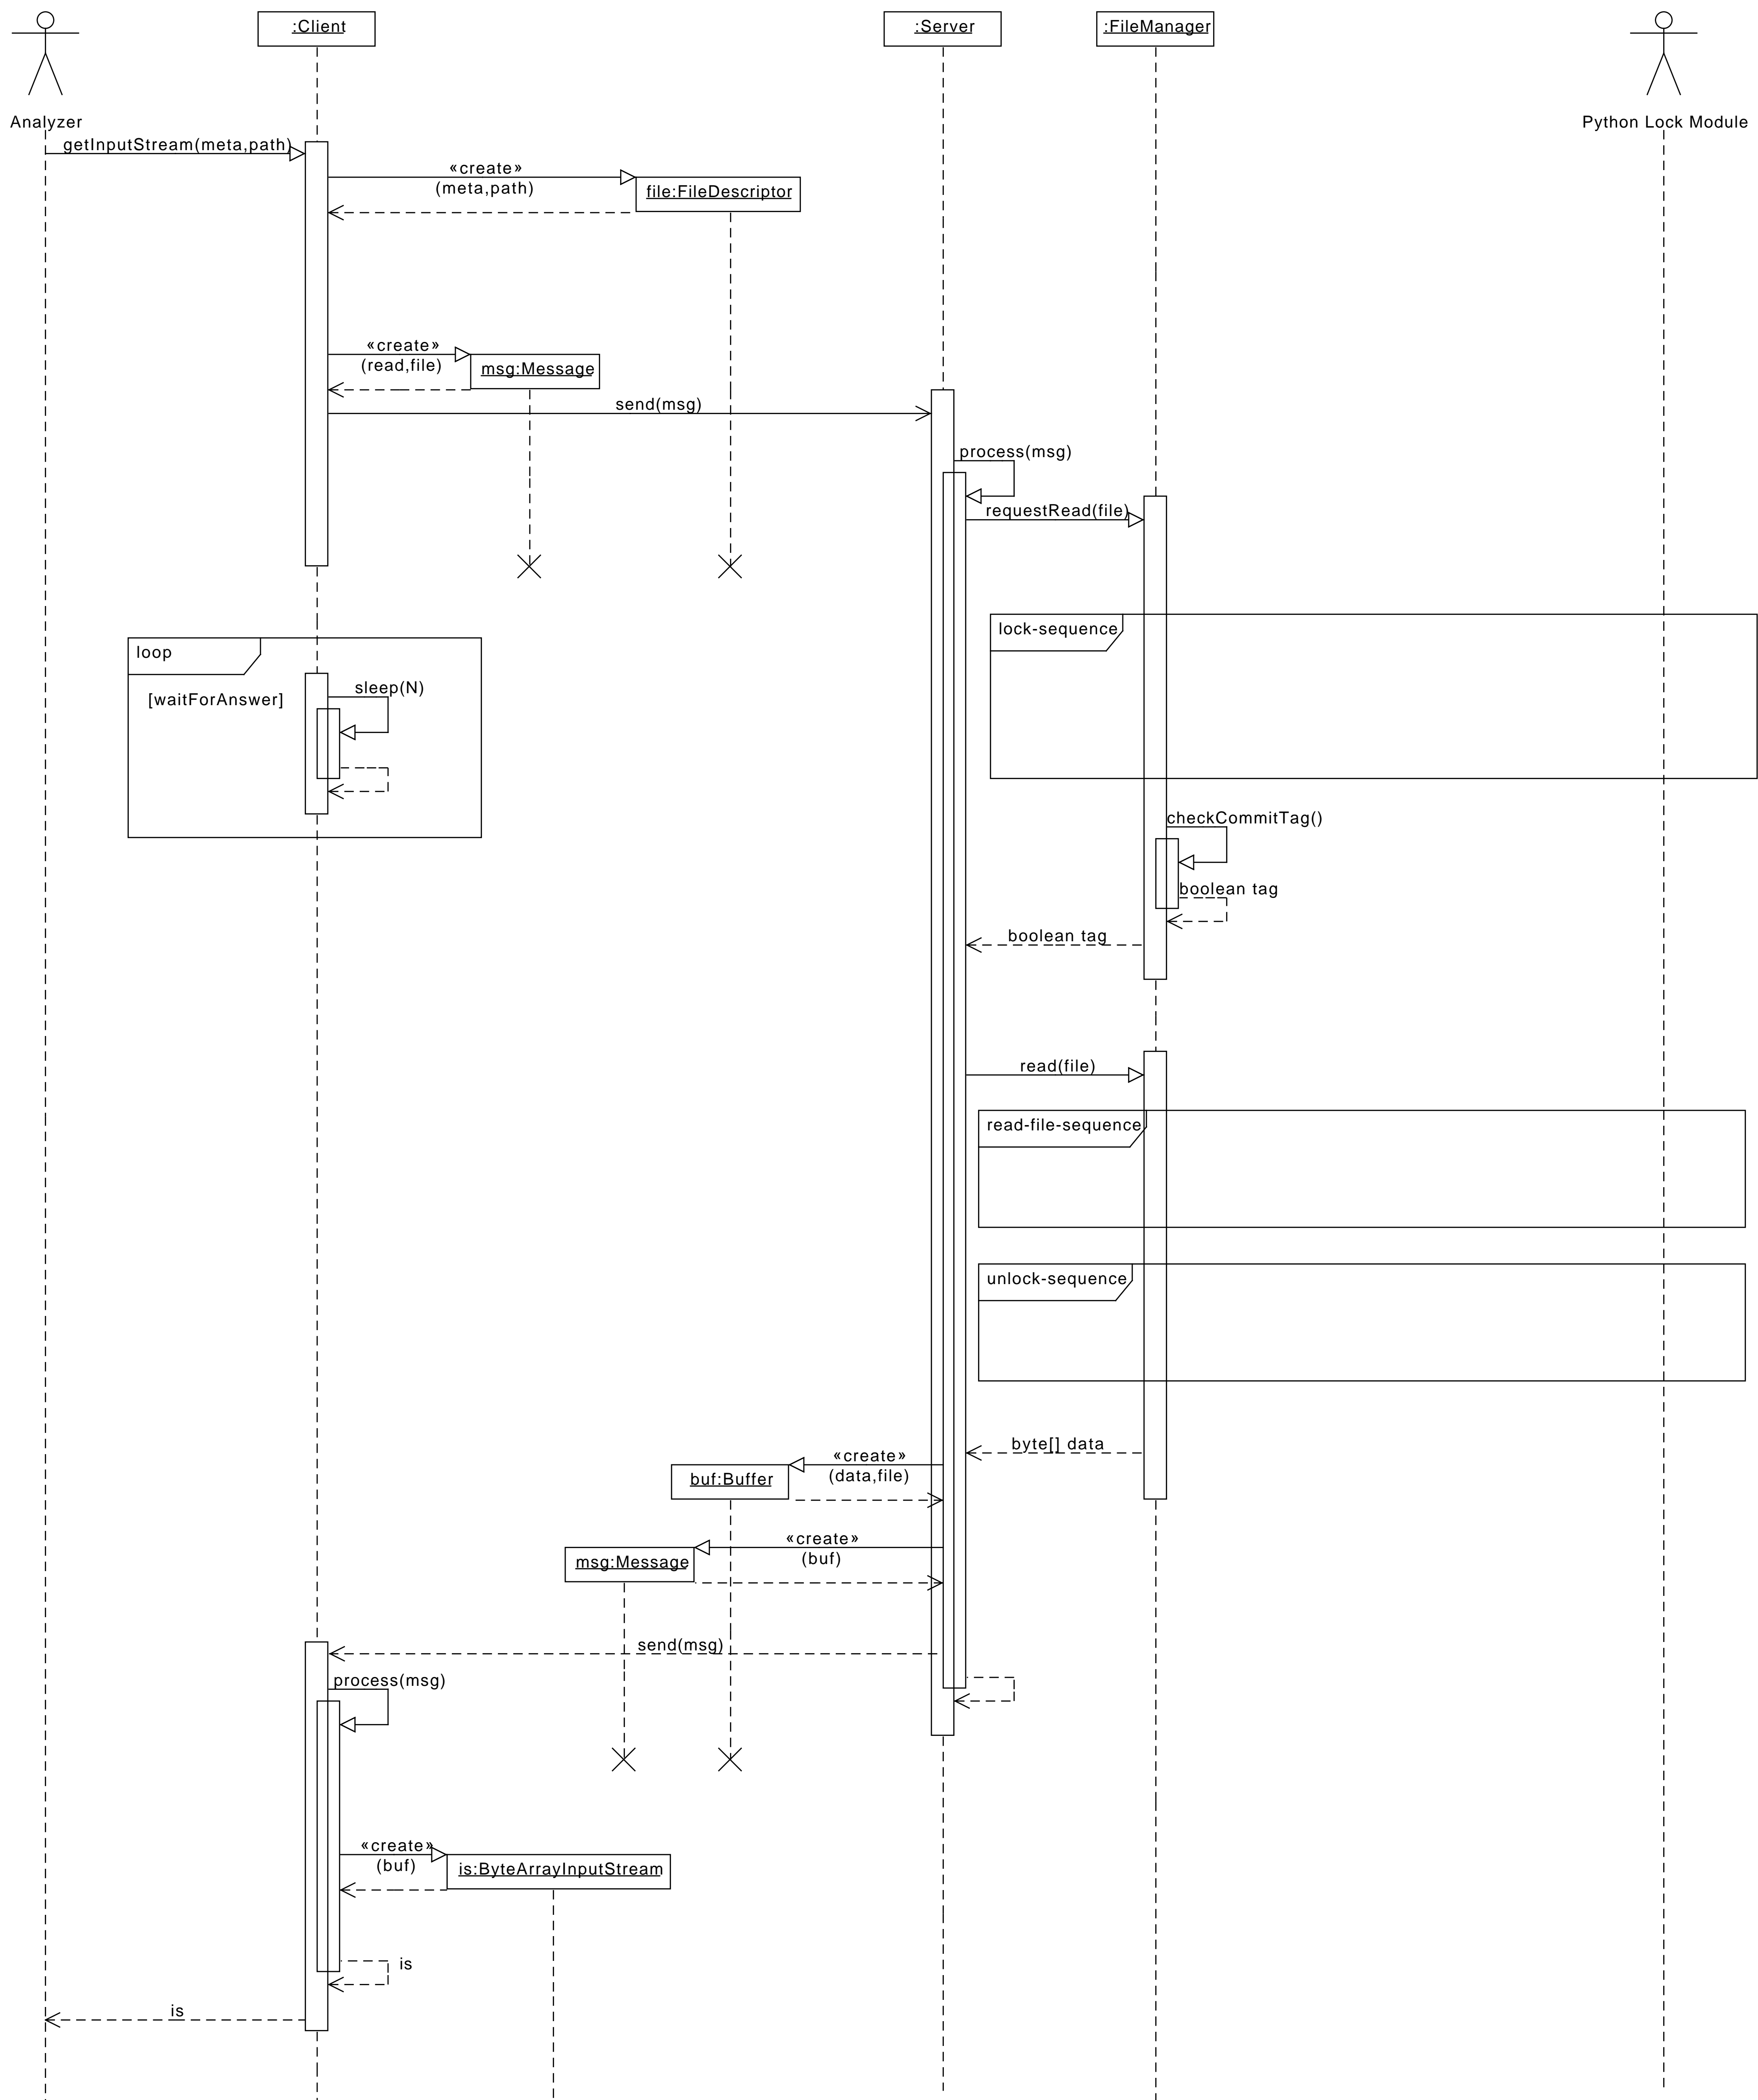 :Client
:Server
:FileManager
Analyzer
Python Lock Module
getInputStream(meta,path)
«create»
(meta,path)
file:FileDescriptor
«create»
(read,file)
msg:Message
send(msg)
process(msg)
requestRead(file)
lock-sequence
loop
[waitForAnswer]
sleep(N)
checkCommitTag()
boolean tag
boolean tag
read(file)
read-file-sequence
unlock-sequence
byte[] data
«create»
(data,file)
buf:Buffer
«create»
(buf)
msg:Message
send(msg)
process(msg)
«create»
(buf)
is:ByteArrayInputStream
is
is